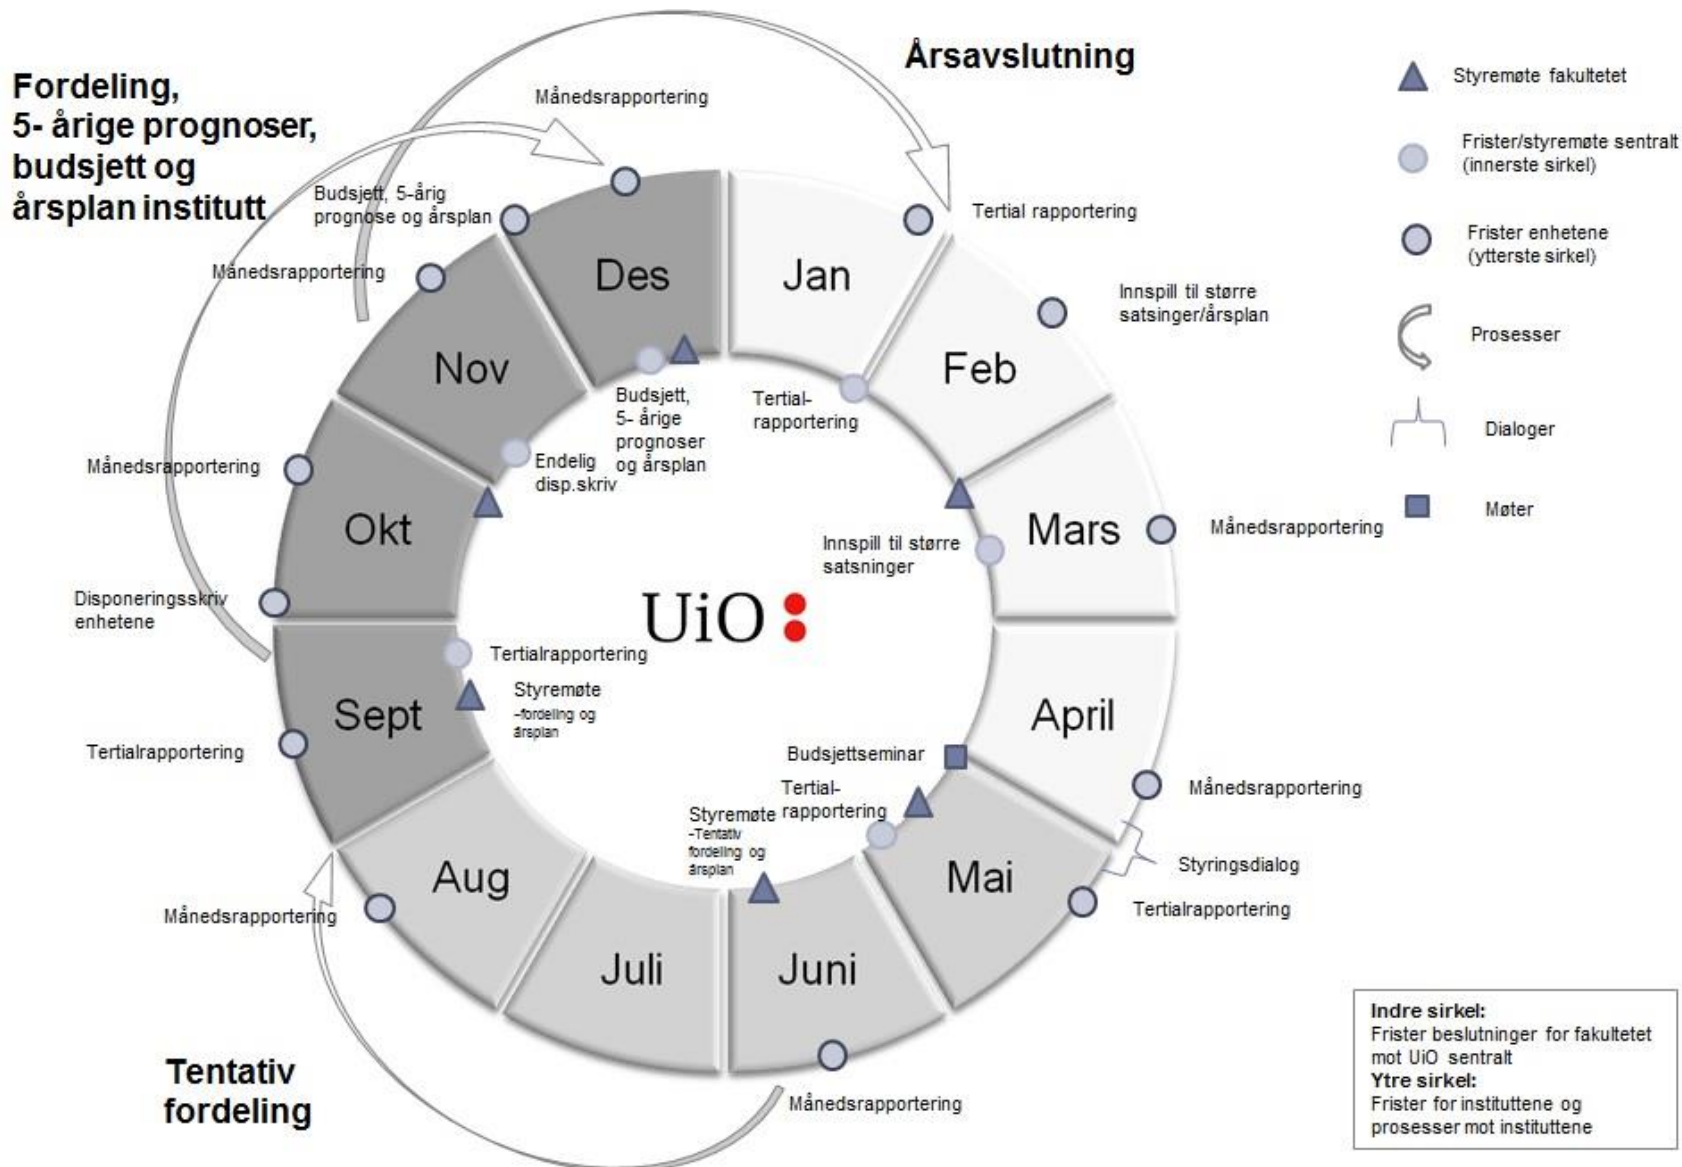 Årsavslutning
Fordeling,
5- årige prognoser,
budsjett og
årsplan institutt
Månedsrapportering
Budsjett, 5-årig
prognose og årsplan
Månedsrapportering
Månedsrapportering
Disponeringsskriv
enhetene
Tertialrapportering
Månedsrapportering
Tentativ
fordeling
Månedsrapportering
Tertial rapportering
Innspill til større
satsinger/årsplan
Månedsrapportering
Månedsrapportering
Styringsdialog
Tertialrapportering
Des
Jan
Nov
Feb
Okt
Mars
Sept
April
Aug
Mai
Juli
Juni
Budsjett,
5- årige
prognoser
og årsplan
Tertial-
rapportering
Endelig
disp.skriv
Innspill til større
satsninger
UiO
Tertialrapportering
Styremøte
-fordeling og
årsplan
Budsjettseminar
Tertial-
rapportering
Styremøte
-Tentativ
fordeling og
årsplan
Styremøte fakultetet
Frister/styremøte sentralt
(innerste sirkel)
Frister enhetene
(ytterste sirkel)
Prosesser
Dialoger
Møter
Indre sirkel:
Frister beslutninger for fakultetet
mot UiO sentralt
Ytre sirkel:
Frister for instituttene og
prosesser mot instituttene